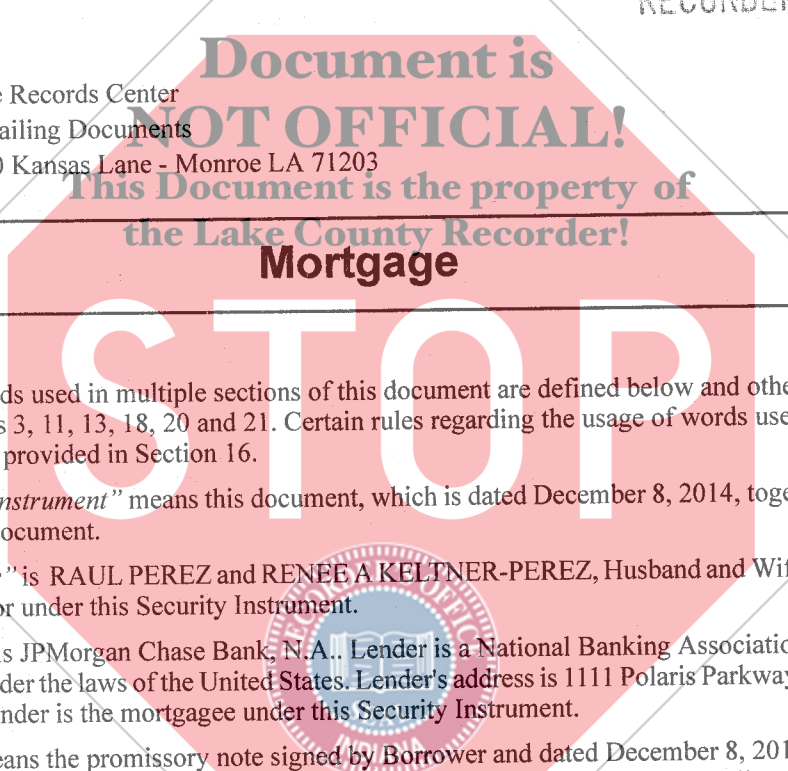 RECORDER
Document is
e Records Center
NOT OFFICIAL!
ailing Documents
0 Kansas Lane - Monroe LA 71203
This Document is the property of
the Lake County Recorder!
Mortgage
STOP
ds used in multiple sections of this document are defined below and othe
s 3, 11, 13, 18, 20 and 21. Certain rules regarding the usage of words use
provided in Section 16.
nstrument" means this document, which is dated December 8, 2014, toge
ocument.
" is RAUL PEREZ and RENEE A KELTNER-PEREZ, Husband and Wif
or under this Security Instrument.
s JPMorgan Chase Bank, N.A.. Lender is a National Banking Associatio
der the laws of the United States. Lender's address is 1111 Polaris Parkway
nder is the mortgagee under this Security Instrument.
eans the promissory note signed by Borrower and dated December 8, 201